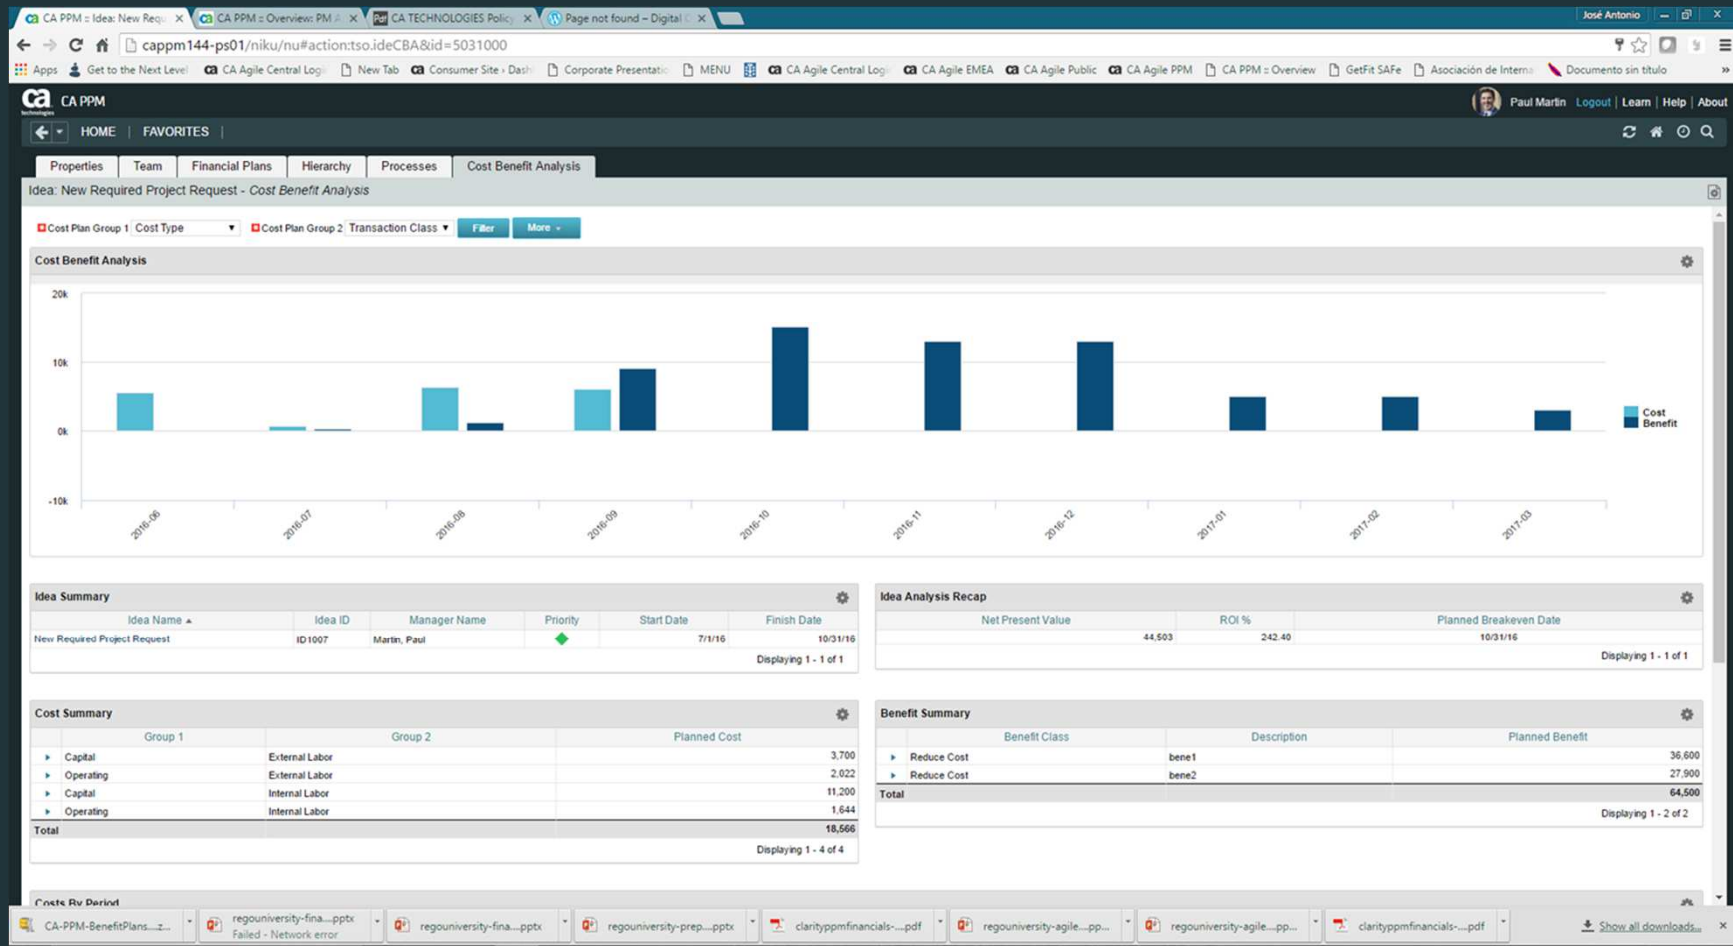 CA PPM :: Idea: New Requ
CA PPM :: Overview: PM A
CA TECHNOLOGIES Policy
Page not found – Digital
José Antonio
cappm144-ps01/niku/nu#action:tso.ideCBA&id=5031000
Apps Get to the Next Level CA Agile Central Logi New Tab Consumer Site › Dash Corporate Presentatio MENU CA Agile Central Logi CA Agile EMEA CA Agile Public CA Agile PPM CA PPM :: Overview GetFit SAFe Asociación de Interna Documento sin título »
ca technologies CA PPM
Paul Martin Logout | Learn | Help | About
HOME | FAVORITES |
Properties Team Financial Plans Hierarchy Processes Cost Benefit Analysis
Idea: New Required Project Request - Cost Benefit Analysis
Cost Plan Group 1 Cost Type Cost Plan Group 2 Transaction Class Filter More
Cost Benefit Analysis
20k
10k
0k
-10k
Cost
Benefit
2016-06 2016-07 2016-08 2016-09 2016-10 2016-11 2016-12 2017-01 2017-02 2017-03
Idea Summary
Idea Name Idea ID Manager Name Priority Start Date Finish Date
New Required Project Request ID1007 Martin, Paul 7/1/16 10/31/16
Displaying 1 - 1 of 1
Idea Analysis Recap
Net Present Value ROI % Planned Breakeven Date
44,503 242.40 10/31/16
Displaying 1 - 1 of 1
Cost Summary
Group 1 Group 2 Planned Cost
Capital External Labor 3,700
Operating External Labor 2,022
Capital Internal Labor 11,200
Operating Internal Labor 1,644
Total 18,566
Displaying 1 - 4 of 4
Benefit Summary
Benefit Class Description Planned Benefit
Reduce Cost bene1 36,600
Reduce Cost bene2 27,900
Total 64,500
Displaying 1 - 2 of 2
Costs By Period
CA-PPM-BenefitPlans....z...
regouniversity-fina....pptx
Failed - Network error
regouniversity-fina....pptx
regouniversity-prep....pptx
clarityppmfinancials-....pdf
regouniversity-agile....pp...
regouniversity-agile....pp...
clarityppmfinancials-....pdf
Show all downloads...